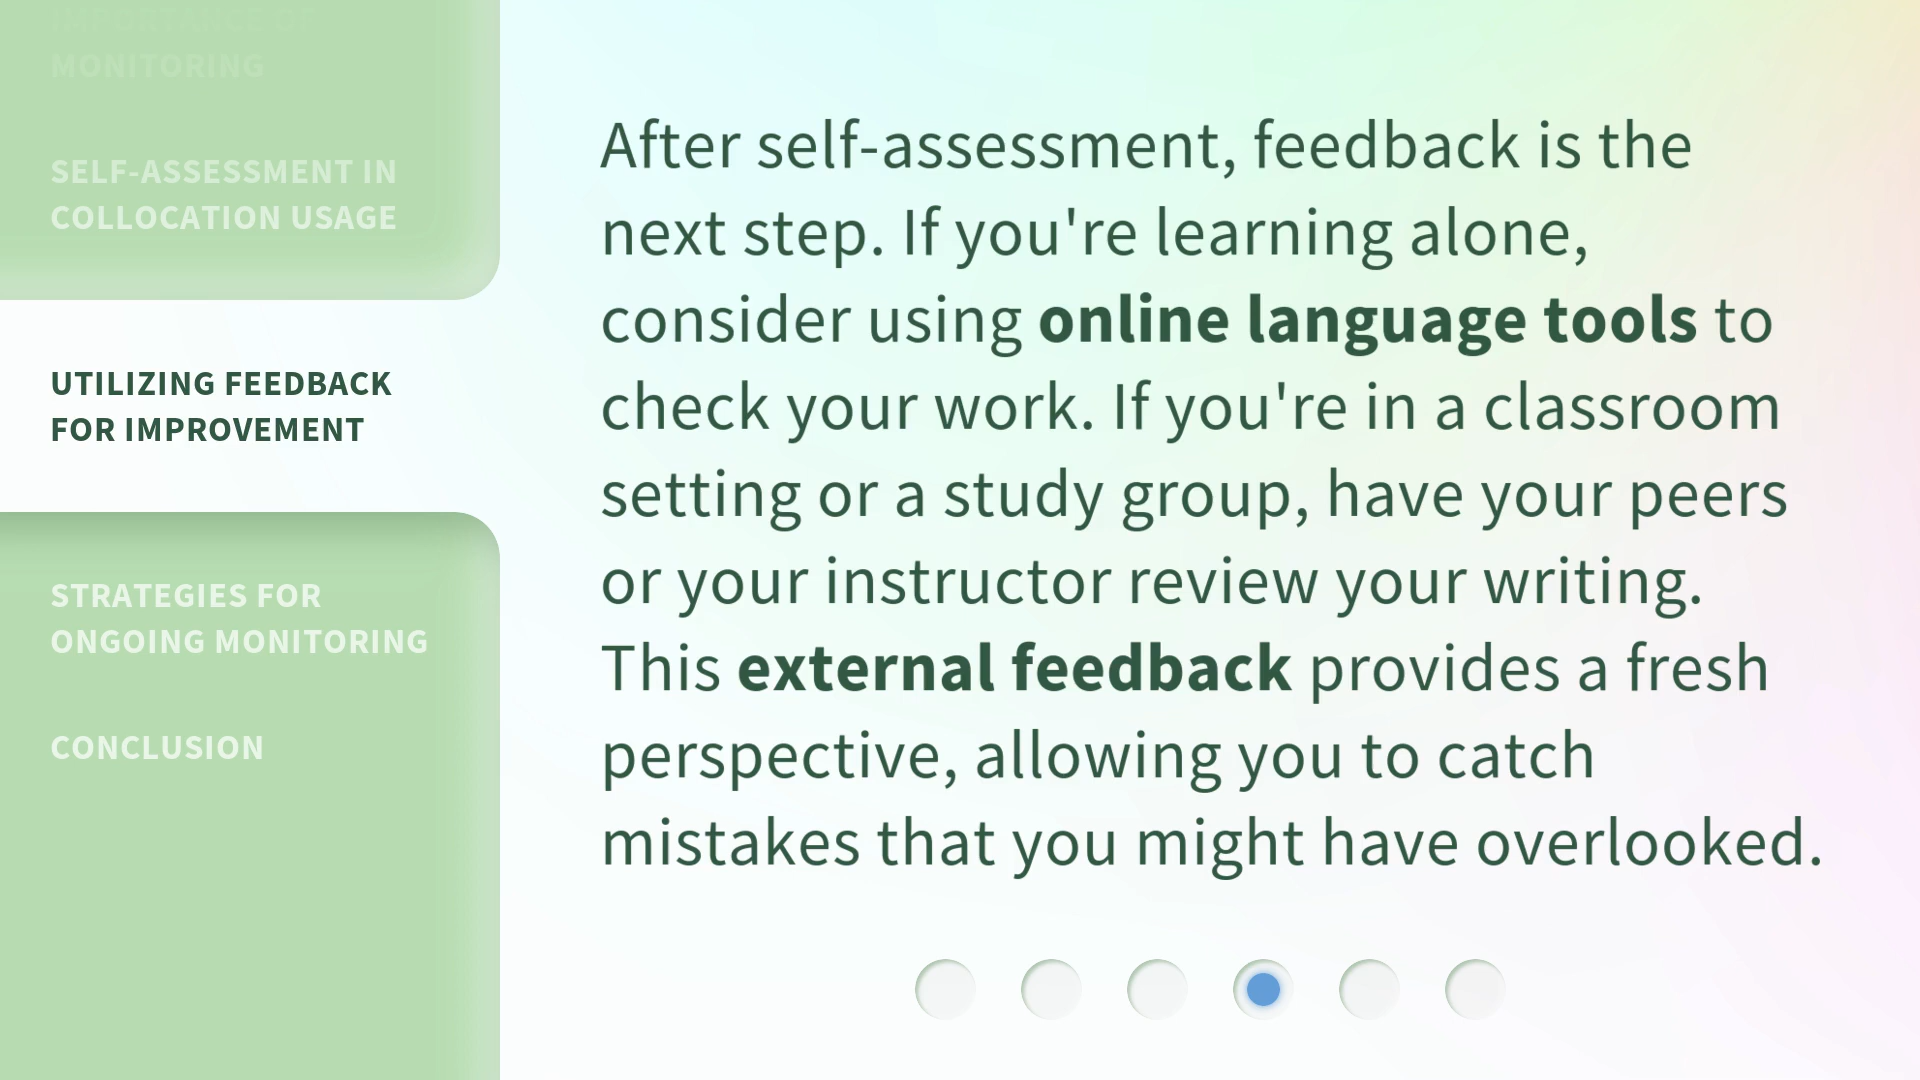 IMPORTANCE OF
MONITORING
SELF-ASSESSMENT IN
COLLOCATION USAGE
UTILIZING FEEDBACK
FOR IMPROVEMENT
STRATEGIES FOR
ONGOING MONITORING
CONCLUSION
After self-assessment, feedback is the
next step. If you're learning alone,
consider using online language tools to
check your work. If you're in a classroom
setting or a study group, have your peers
or your instructor review your writing.
This external feedback provides a fresh
perspective, allowing you to catch
mistakes that you might have overlooked.